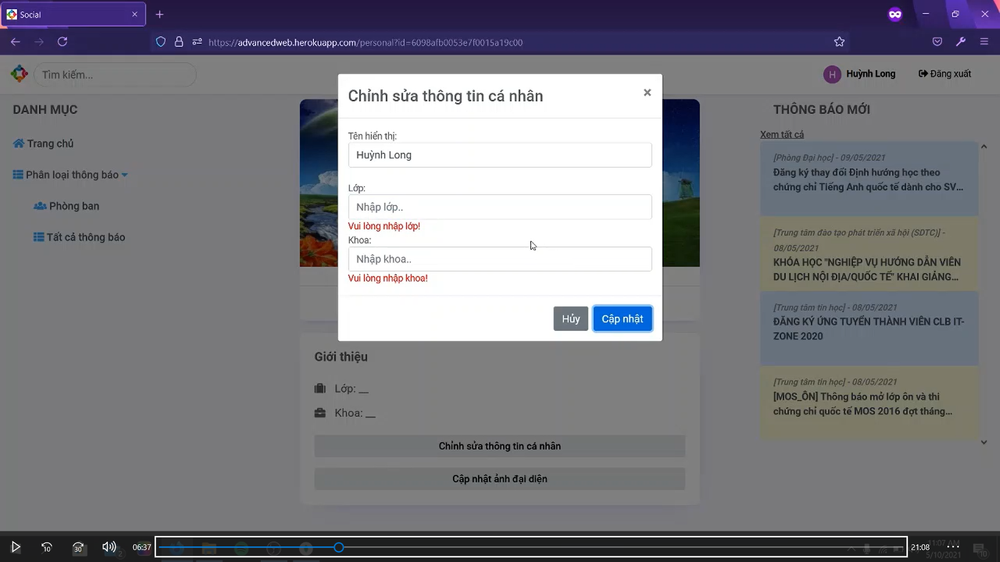 Social
https://advancedweb.herokuapp.com/personal?id=6098afb0053e7f0015a19c00
Tìm kiếm...
H
Huỳnh Long
Đăng xuất
DANH MỤC
Trang chủ
Phân loại thông báo
Phòng ban
Tất cả thông báo
Chỉnh sửa thông tin cá nhân
×
Tên hiển thị:
Huỳnh Long
Lớp:
Nhập lớp..
Vui lòng nhập lớp!
Khoa:
Nhập khoa..
Vui lòng nhập khoa!
Hủy
Cập nhật
Giới thiệu
Lớp: __
Khoa: __
Chỉnh sửa thông tin cá nhân
Cập nhật ảnh đại diện
THÔNG BÁO MỚI
Xem tất cả
[Phòng Đại học] - 09/05/2021
Đăng ký thay đổi Định hướng học theo
chứng chỉ Tiếng Anh quốc tế dành cho SV...
[Trung tâm đào tạo phát triển xã hội (SDTC)] -
08/05/2021
KHÓA HỌC "NGHIỆP VỤ HƯỚNG DẪN VIÊN
DU LỊCH NỘI ĐỊA/QUỐC TẾ" KHAI GIẢNG...
[Trung tâm tin học] - 08/05/2021
ĐĂNG KÝ ỨNG TUYỂN THÀNH VIÊN CLB IT-
ZONE 2020
[Trung tâm tin học] - 08/05/2021
[MOS_ÔN] Thông báo mở lớp ôn và thi
chứng chỉ quốc tế MOS 2016 đợt tháng...
10
30
2
06:37
21:08
11:07 AM
5/10/2021
10